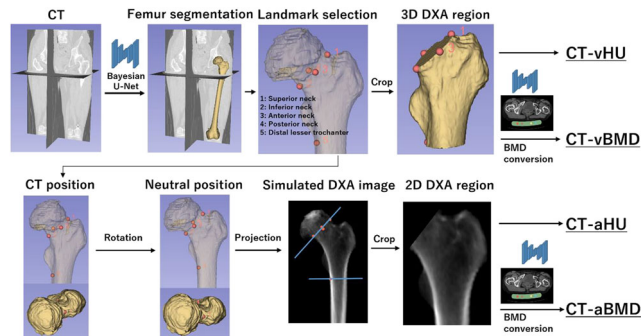 CT
Femur segmentation
Landmark selection
3D DXA region
Bayesian
U-Net
1: Superior neck
2: Inferior neck
3: Anterior neck
4: Posterior neck
5: Distal lesser trochanter
Crop
CT-vHU
BMD
conversion
CT-vBMD
CT position
Neutral position
Simulated DXA image
2D DXA region
Rotation
Projection
Crop
CT-aHU
BMD
conversion
CT-aBMD